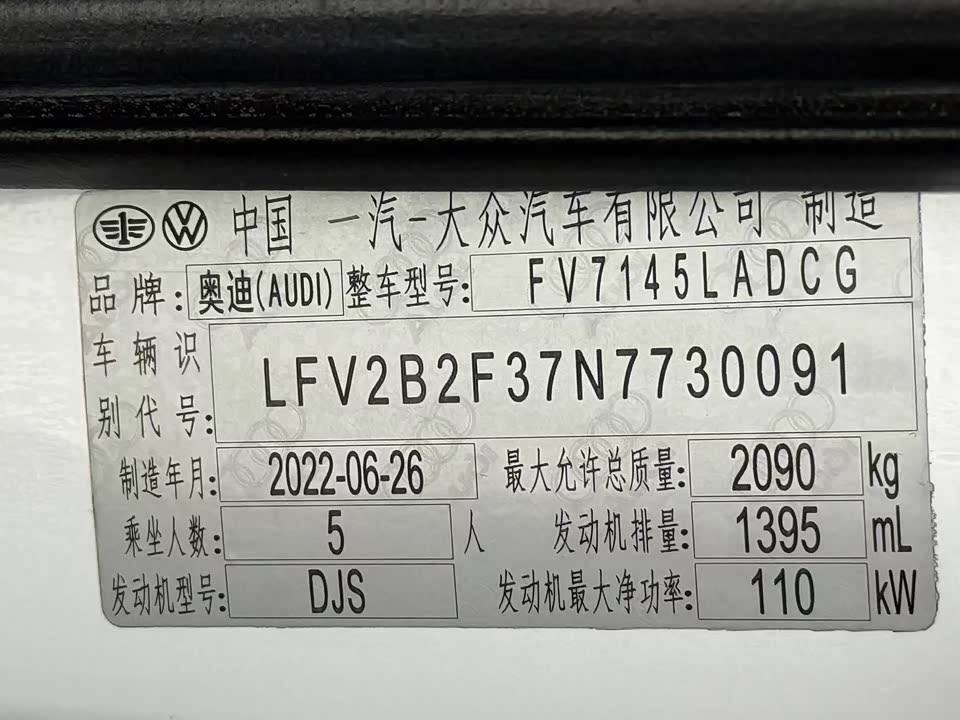 中国 一汽-大众汽车有限公司 制造
品牌: 奥迪(AUDI) 整车型号: FV7145LADCG
车辆识别代号: LFV2B2F37N7730091
制造年月: 2022-06-26 最大允许总质量: 2090 kg
乘坐人数: 5 人 发动机排量: 1395 mL
发动机型号: DJS 发动机最大净功率: 110 kW